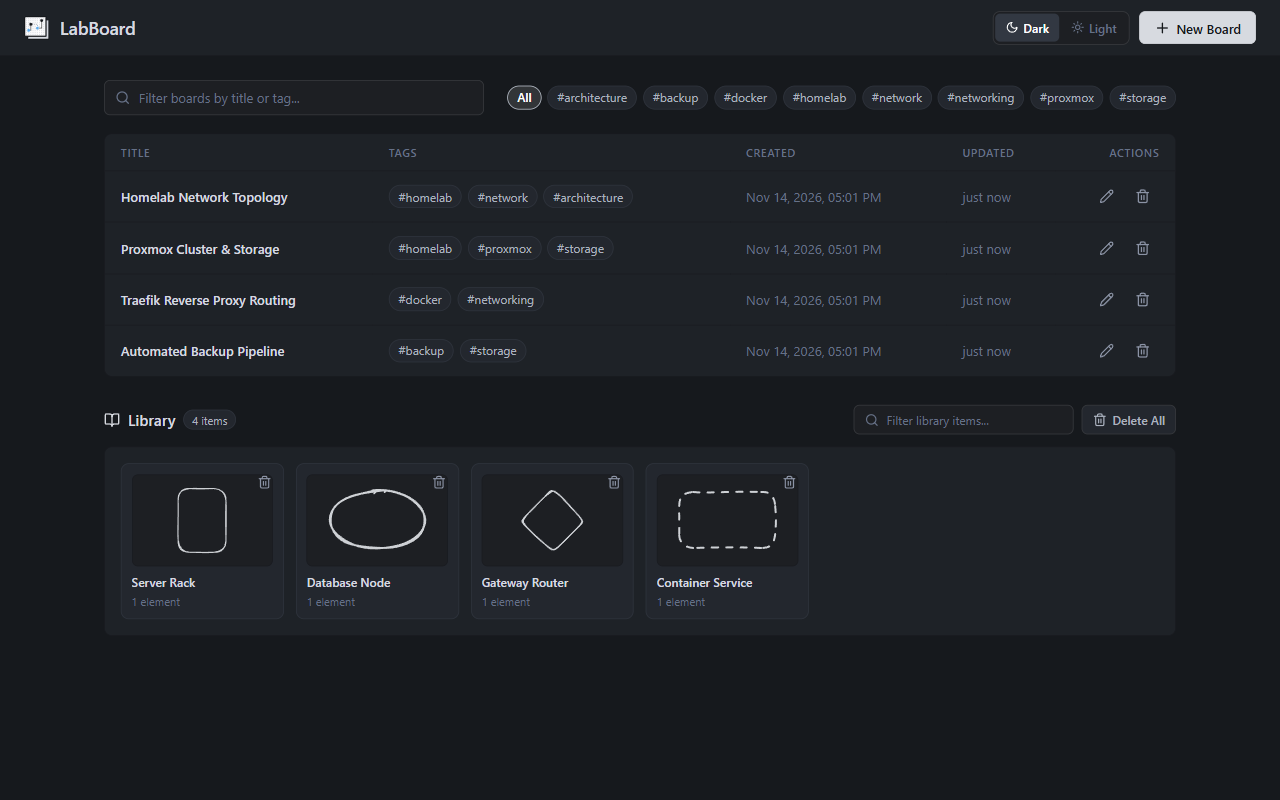 LabBoard
Dark
Light
New Board
Filter boards by title or tag...
All #architecture #backup #docker #homelab #network #networking #proxmox #storage
TITLE TAGS CREATED UPDATED ACTIONS
Homelab Network Topology #homelab #network #architecture Nov 14, 2026, 05:01 PM just now
Proxmox Cluster & Storage #homelab #proxmox #storage Nov 14, 2026, 05:01 PM just now
Traefik Reverse Proxy Routing #docker #networking Nov 14, 2026, 05:01 PM just now
Automated Backup Pipeline #backup #storage Nov 14, 2026, 05:01 PM just now
Library 4 items
Filter library items...
Delete All
Server Rack
1 element
Database Node
1 element
Gateway Router
1 element
Container Service
1 element